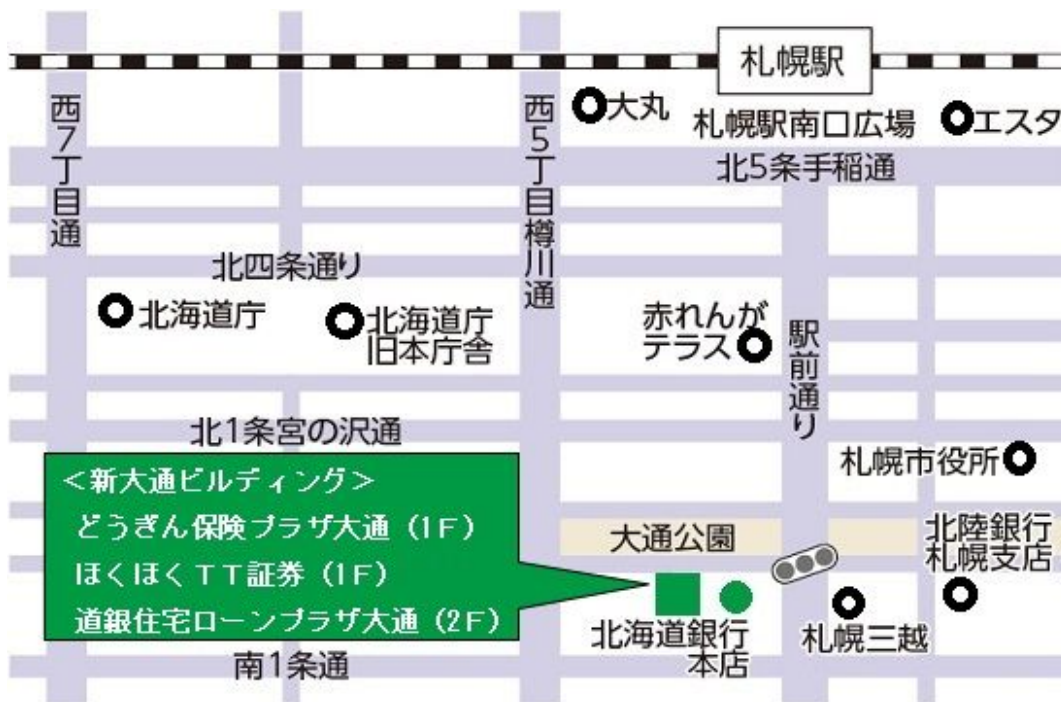 札幌駅
大丸
札幌駅南口広場
エスタ
西7丁目通
西5丁目樽川通
北5条手稲通
北四条通り
北海道庁
北海道庁
旧本庁舎
赤れんが
テラス
駅前通り
北1条宮の沢通
札幌市役所
＜新大通ビルディング＞
どうぎん保険プラザ大通（1F）
ほくほくTT証券（1F）
道銀住宅ローンプラザ大通（2F）
大通公園
北陸銀行
札幌支店
北海道銀行
本店
札幌三越
南1条通